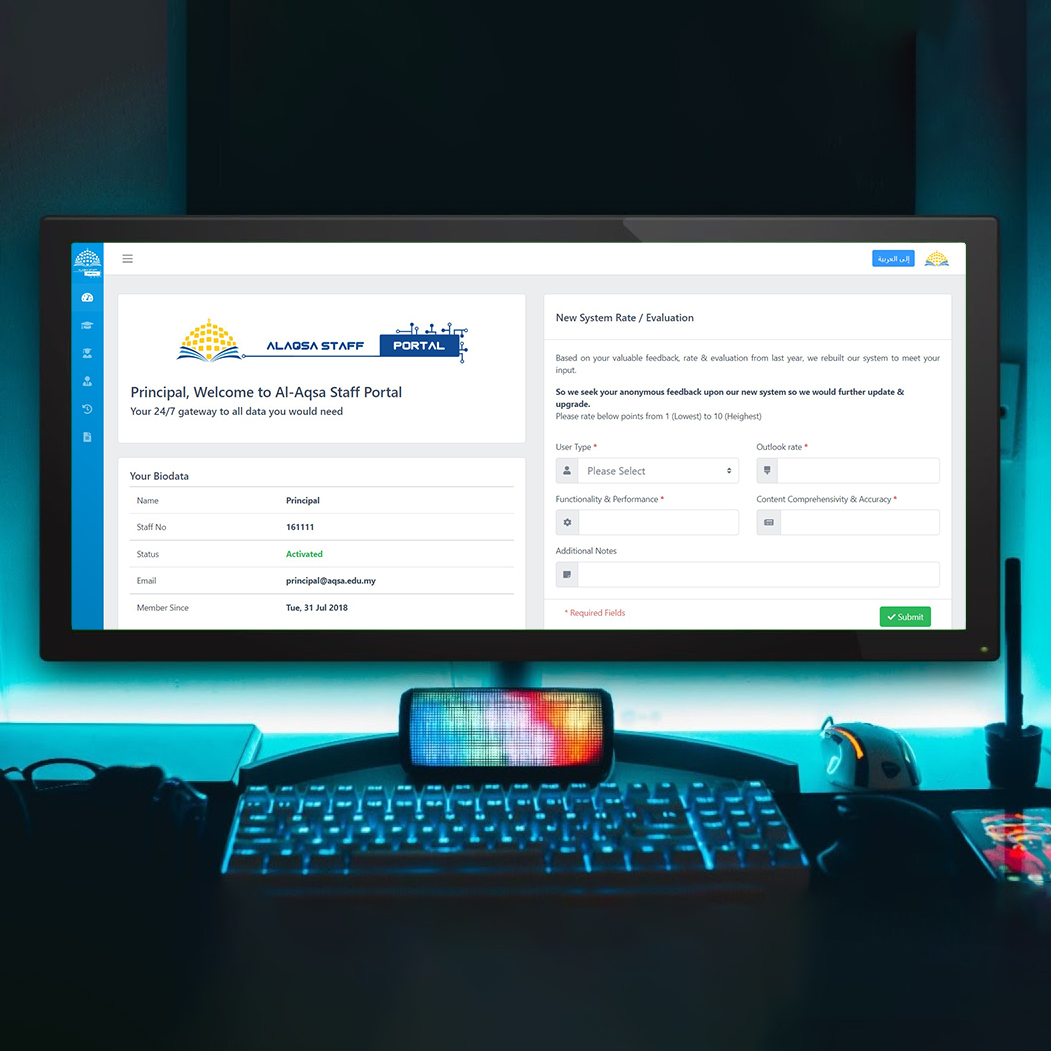 إلى العربية
ALAQSA STAFF
PORTAL
Principal, Welcome to Al-Aqsa Staff Portal
Your 24/7 gateway to all data you would need
Your Biodata
Name Principal
Staff No 161111
Status Activated
Email principal@aqsa.edu.my
Member Since Tue, 31 Jul 2018
New System Rate / Evaluation
Based on your valuable feedback, rate & evaluation from last year, we rebuilt our system to meet your
input.
So we seek your anonymous feedback upon our new system so we would further update &
upgrade.
Please rate below points from 1 (Lowest) to 10 (Heighest)
User Type * Outlook rate *
Please Select
Functionality & Performance * Content Comprehensivity & Accuracy *
Additional Notes
* Required Fields
Submit